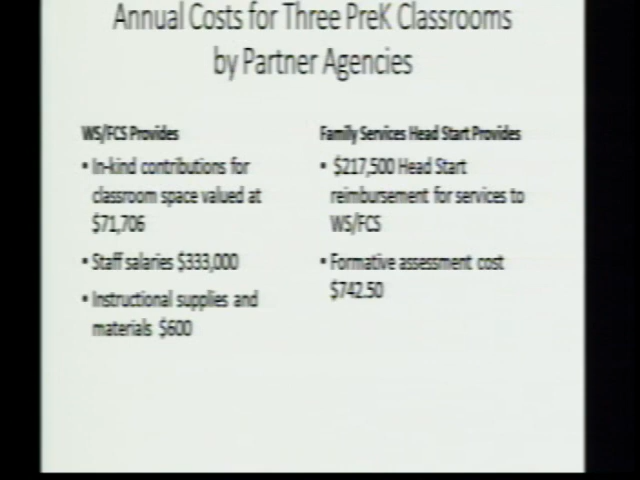 Annual Costs for Three PreK Classrooms
by Partner Agencies
WS/FCS Provides
• In-kind contributions for
classroom space valued at
$71,706
• Staff salaries $333,000
• Instructional supplies and
materials $600
Family Services Head Start Provides
• $217,500 Head Start
reimbursement for services to
WS/FCS
• Formative assessment cost
$742.50